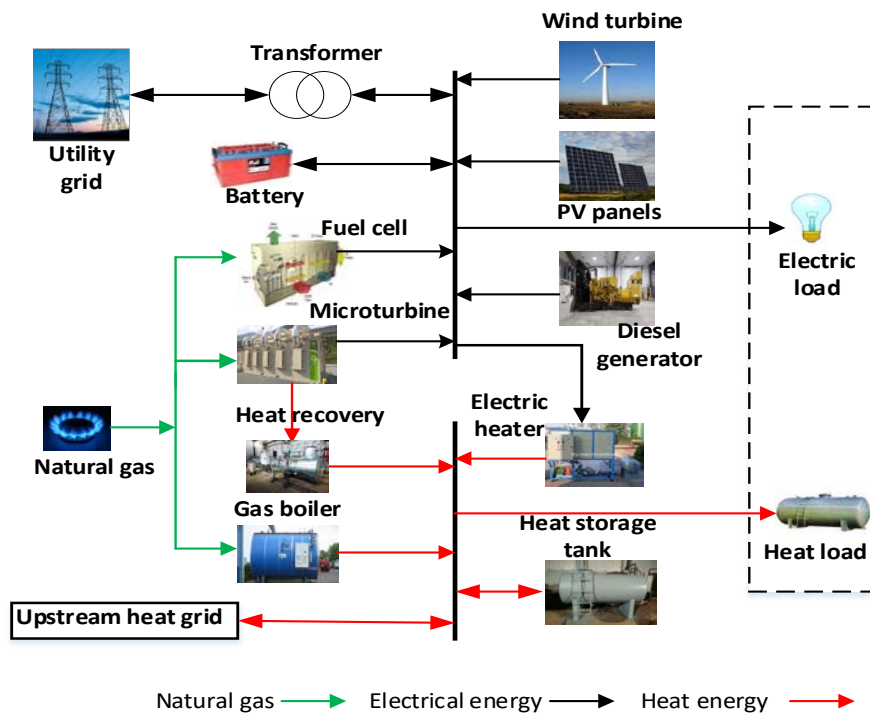 Wind turbine
Transformer
Utility
grid
Battery
PV panels
Fuel cell
Electric
load
Microturbine
Diesel
generator
Heat recovery
Electric
heater
Natural gas
Gas boiler
Heat storage
tank
Heat load
Upstream heat grid
Natural gas
Electrical energy
Heat energy